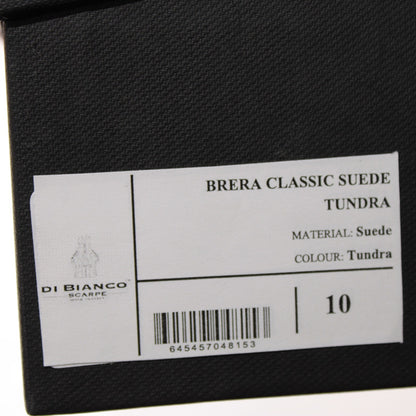 BRERA CLASSIC SUEDE
TUNDRA
MATERIAL: Suede
COLOUR: Tundra
DI BIANCO
SCARPE
10
645457048153